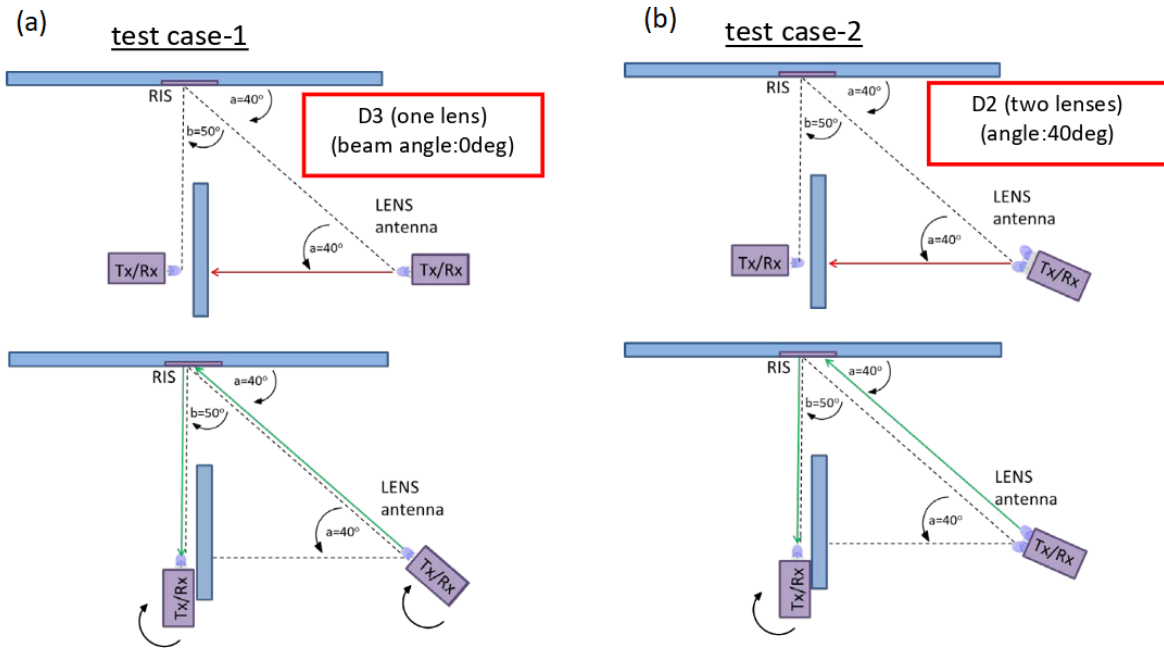 (a)
test case-1
RIS
a=40°
b=50°
D3 (one lens)
(beam angle:0deg)
LENS
antenna
a=40°
Tx/Rx
Tx/Rx
RIS
a=40°
b=50°
LENS
antenna
a=40°
Tx/Rx
Tx/Rx
(b)
test case-2
RIS
a=40°
b=50°
D2 (two lenses)
(angle:40deg)
LENS
antenna
a=40°
Tx/Rx
Tx/Rx
RIS
a=40°
b=50°
LENS
antenna
a=40°
Tx/Rx
Tx/Rx